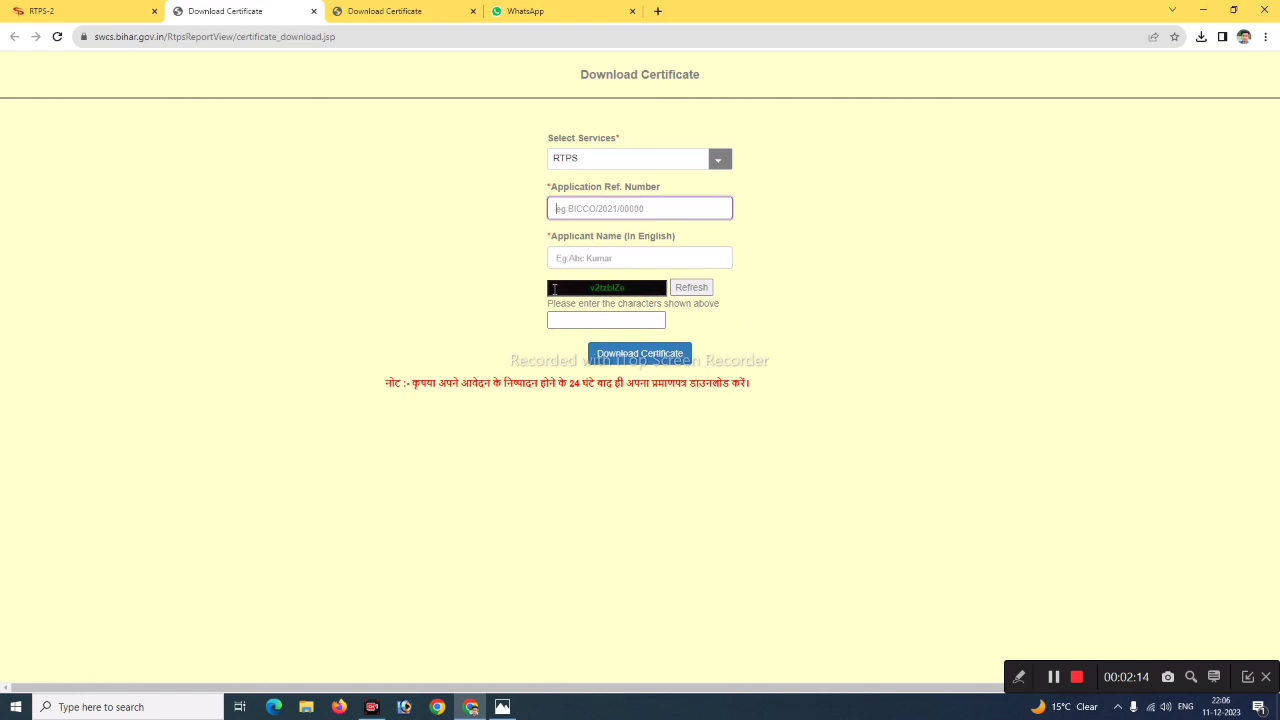 RTPS-2
Download Certificate
Download Certificate
WhatsApp
swcs.bihar.gov.in/RtpsReportView/certificate_download.jsp
Download Certificate
Select Services*
RTPS
*Application Ref. Number
eg:BICCO/2021/00000
*Applicant Name (In English)
Eg:Abc Kumar
Refresh
Please enter the characters shown above
Download Certificate
Recorded with iTop Screen Recorder
नोट :- कृपया अपने आवेदन के निष्पादन होने के 24 घंटे बाद ही अपना प्रमाणपत्र डाउनलोड करें।
00:02:14
Type here to search
15°C Clear
ENG
22:06
11-12-2023